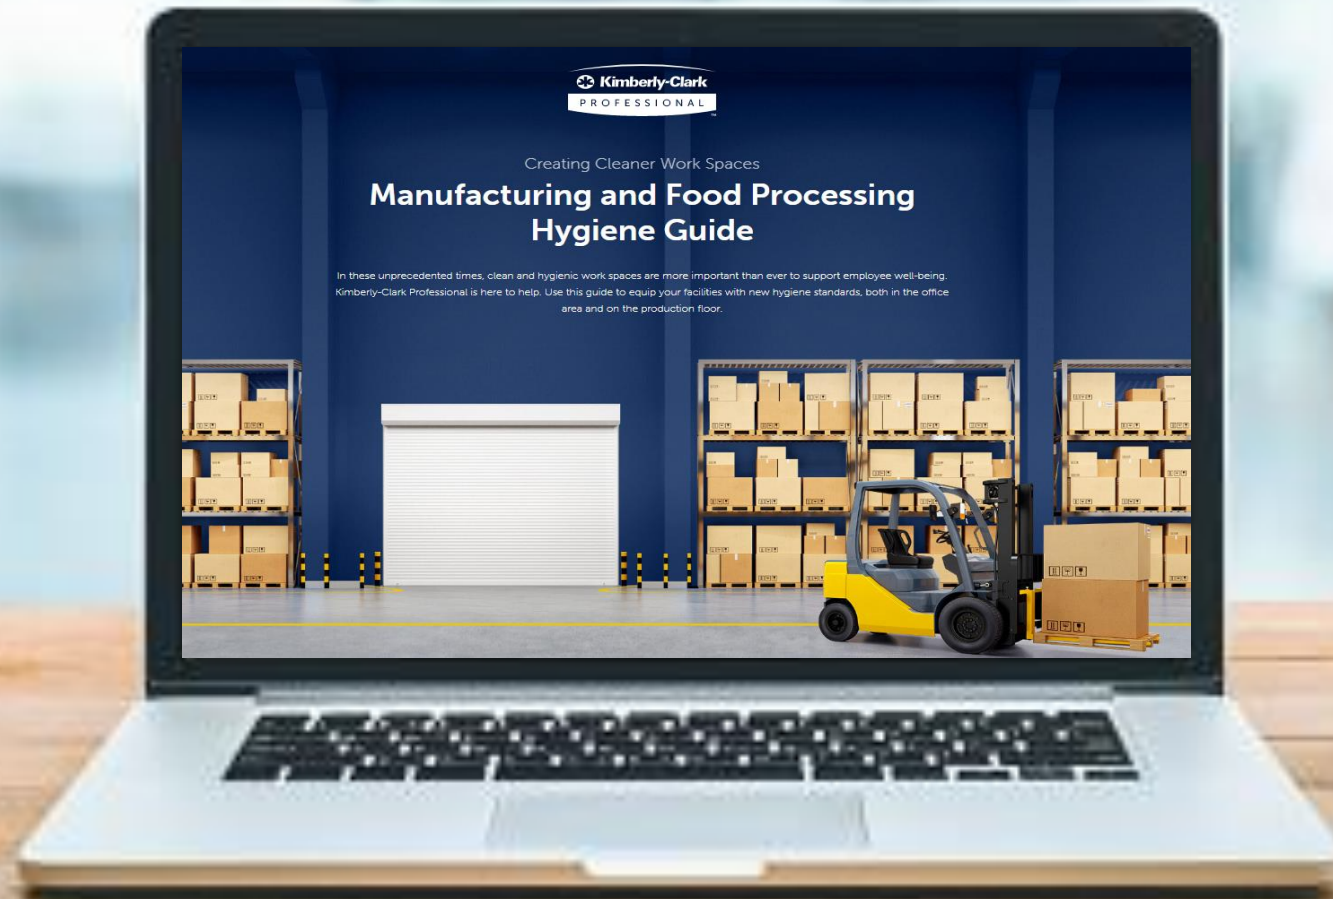 Kimberly-Clark
PROFESSIONAL
Creating Cleaner Work Spaces
Manufacturing and Food Processing
Hygiene Guide
In these unprecedented times, clean and hygienic work spaces are more important than ever to support employee well-being.
Kimberly-Clark Professional is here to help. Use this guide to equip your facilities with new hygiene standards, both in the office
area and on the production floor.